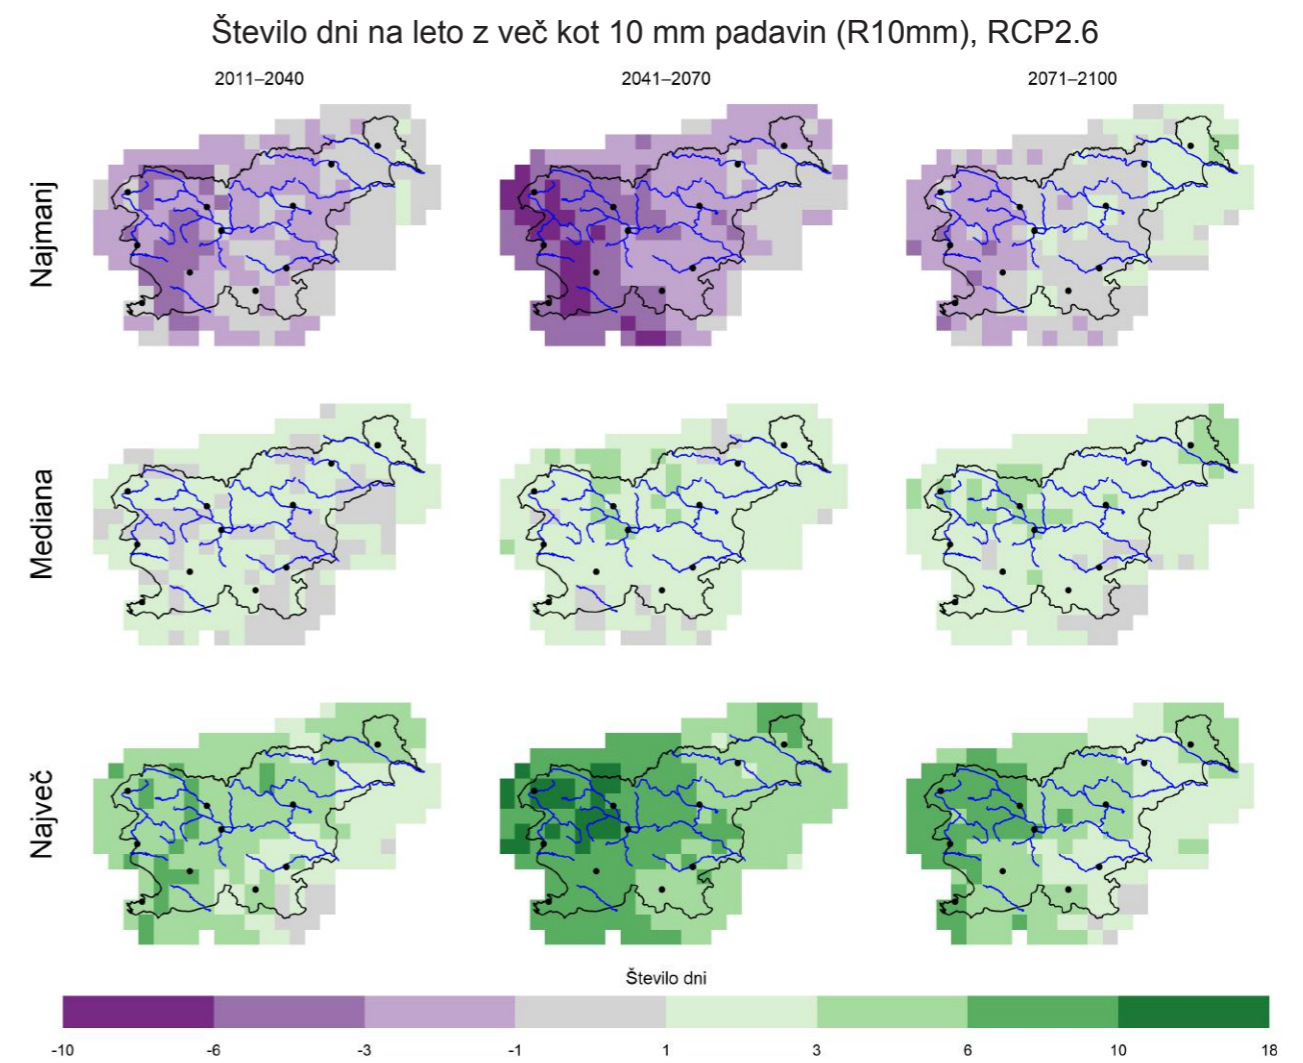 Število dni na leto z več kot 10 mm padavin (R10mm), RCP2.6
2011–2040 2041–2070 2071–2100
Najmanj
Mediana
Največ
Število dni
-10 -6 -3 -1 1 3 6 10 18